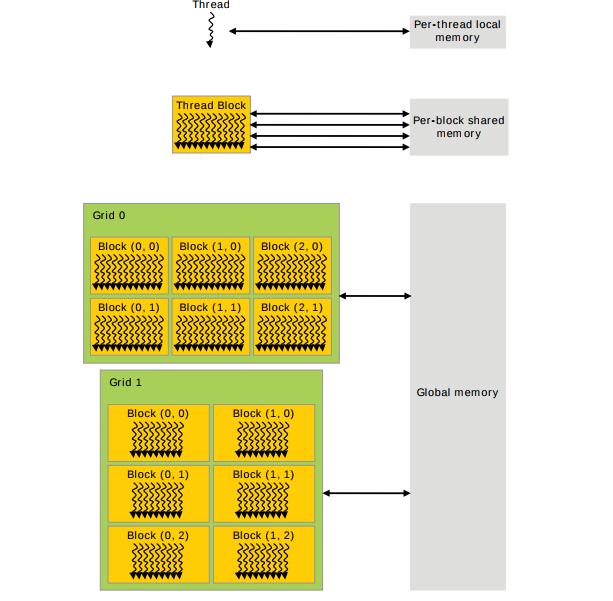 Thread
Per-thread local
memory
Thread Block
Per-block shared
memory
Grid 0
Block (0, 0)
Block (1, 0)
Block (2, 0)
Block (0, 1)
Block (1, 1)
Block (2, 1)
Grid 1
Block (0, 0)
Block (1, 0)
Block (0, 1)
Block (1, 1)
Block (0, 2)
Block (1, 2)
Global memory